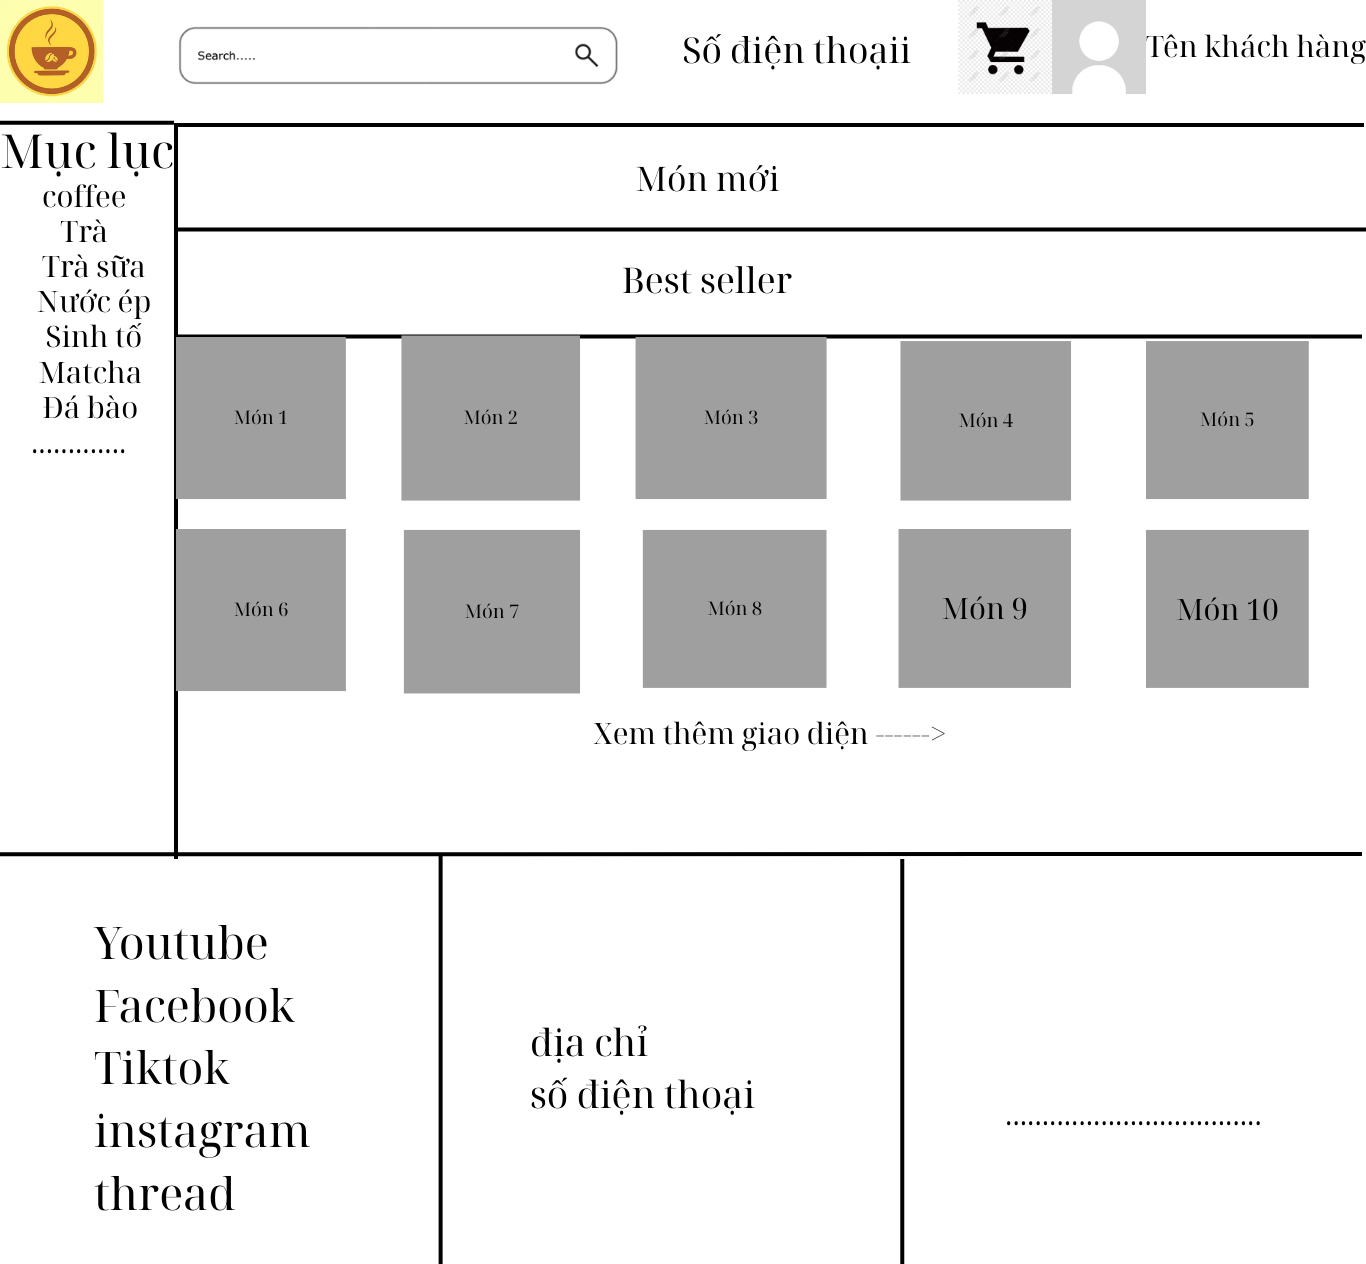 Search.....
Số điện thoạii
Tên khách hàng
Mục lục
coffee
Trà
Trà sữa
Nước ép
Sinh tố
Matcha
Đá bào
.............
Món mới
Best seller
Món 1
Món 2
Món 3
Món 4
Món 5
Món 6
Món 7
Món 8
Món 9
Món 10
Xem thêm giao diện ------>
Youtube
Facebook
Tiktok
instagram
thread
địa chỉ
số điện thoại
...................................